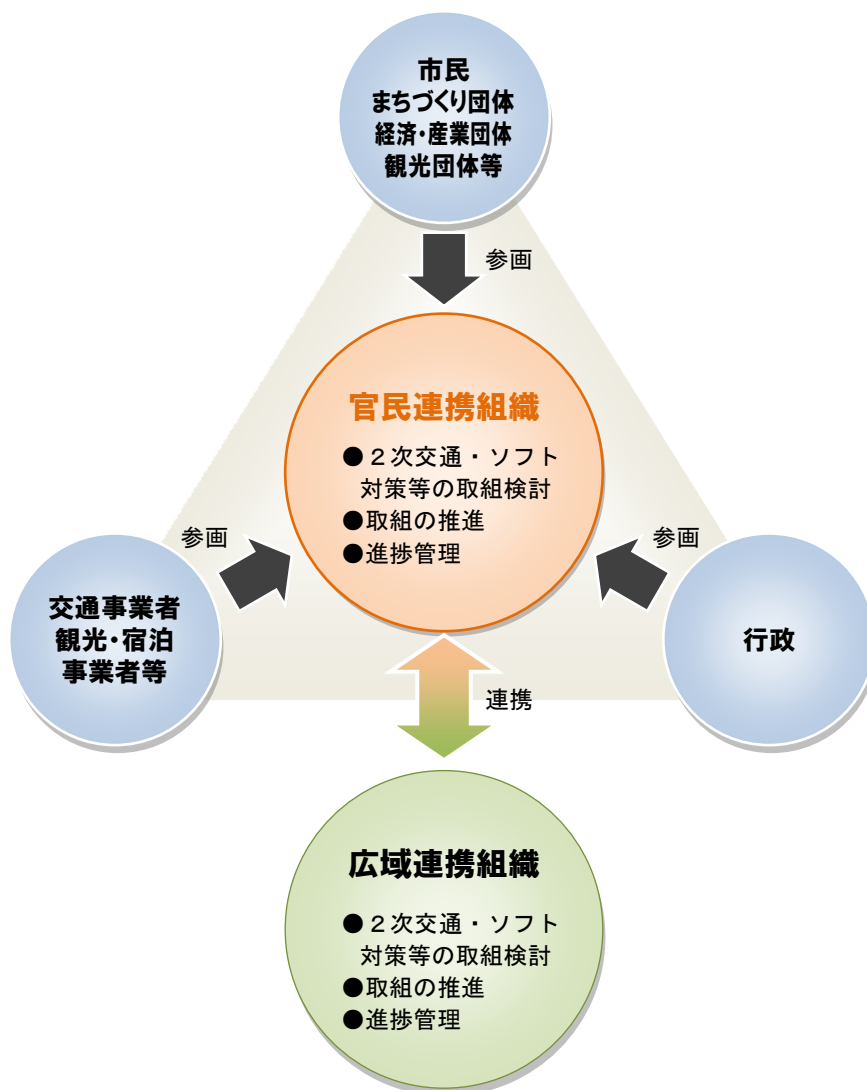 市民
まちづくり団体
経済・産業団体
観光団体等
参画
官民連携組織
●２次交通・ソフト
対策等の取組検討
●取組の推進
●進捗管理
参画
参画
交通事業者
観光・宿泊
事業者等
行政
連携
広域連携組織
●２次交通・ソフト
対策等の取組検討
●取組の推進
●進捗管理